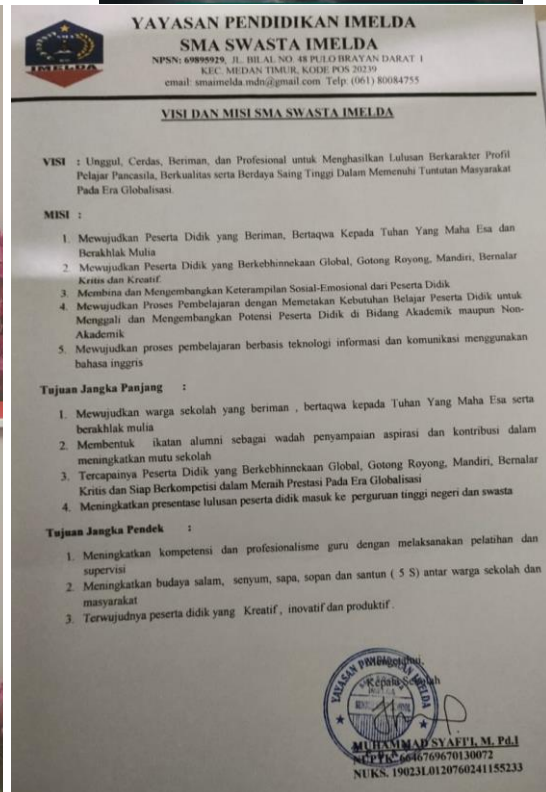 YAYASAN PENDIDIKAN IMELDA
SMA SWASTA IMELDA
NPSN: 69895929, JL. BILAL NO. 48 PULO BRAYAN DARAT 1
KEC. MEDAN TIMUR, KODE POS 20239
email: smaimelda.mdn@gmail.com Telp: (061) 80084755
IMELDA
VISI DAN MISI SMA SWASTA IMELDA
VISI : Unggul, Cerdas, Beriman, dan Profesional untuk Menghasilkan Lulusan Berkarakter Profil
Pelajar Pancasila, Berkualitas serta Berdaya Saing Tinggi Dalam Memenuhi Tuntutan Masyarakat
Pada Era Globalisasi.
MISI :
1. Mewujudkan Peserta Didik yang Beriman, Bertaqwa Kepada Tuhan Yang Maha Esa dan
Berakhlak Mulia
2. Mewujudkan Peserta Didik yang Berkebhinnekaan Global, Gotong Royong, Mandiri, Bernalar
Kritis dan Kreatif.
3. Membina dan Mengembangkan Keterampilan Sosial-Emosional dari Peserta Didik
4. Mewujudkan Proses Pembelajaran dengan Memetakan Kebutuhan Belajar Peserta Didik untuk
Menggali dan Mengembangkan Potensi Peserta Didik di Bidang Akademik maupun Non-
Akademik
5. Mewujudkan proses pembelajaran berbasis teknologi informasi dan komunikasi menggunakan
bahasa inggris
Tujuan Jangka Panjang :
1. Mewujudkan warga sekolah yang beriman , bertaqwa kepada Tuhan Yang Maha Esa serta
berakhlak mulia
2. Membentuk ikatan alumni sebagai wadah penyampaian aspirasi dan kontribusi dalam
meningkatkan mutu sekolah
3. Tercapainya Peserta Didik yang Berkebhinnekaan Global, Gotong Royong, Mandiri, Bernalar
Kritis dan Siap Berkompetisi dalam Meraih Prestasi Pada Era Globalisasi
4. Meningkatkan presentase lulusan peserta didik masuk ke perguruan tinggi negeri dan swasta
Tujuan Jangka Pendek :
1. Meningkatkan kompetensi dan profesionalisme guru dengan melaksanakan pelatihan dan
supervisi
2. Meningkatkan budaya salam, senyum, sapa, sopan dan santun ( 5 S) antar warga sekolah dan
masyarakat
3. Terwujudnya peserta didik yang Kreatif , inovatif dan produktif .
Mengetahui,
Kepala Sekolah
YAYASAN PENDIDIKAN IMELDA
MUHAMMAD SYAFI'I, M. Pd.I
NUPTK. 6646769670130072
NUKS. 19023L0120760241155233